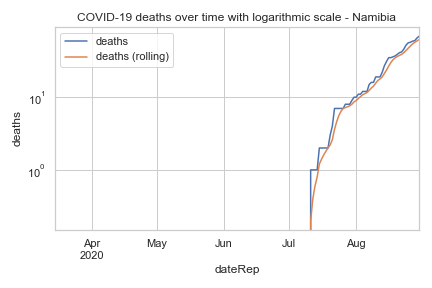 COVID-19 deaths over time with logarithmic scale - Namibia
deaths
deaths (rolling)
deaths
10¹
10⁰
Apr May Jun Jul Aug
2020
dateRep